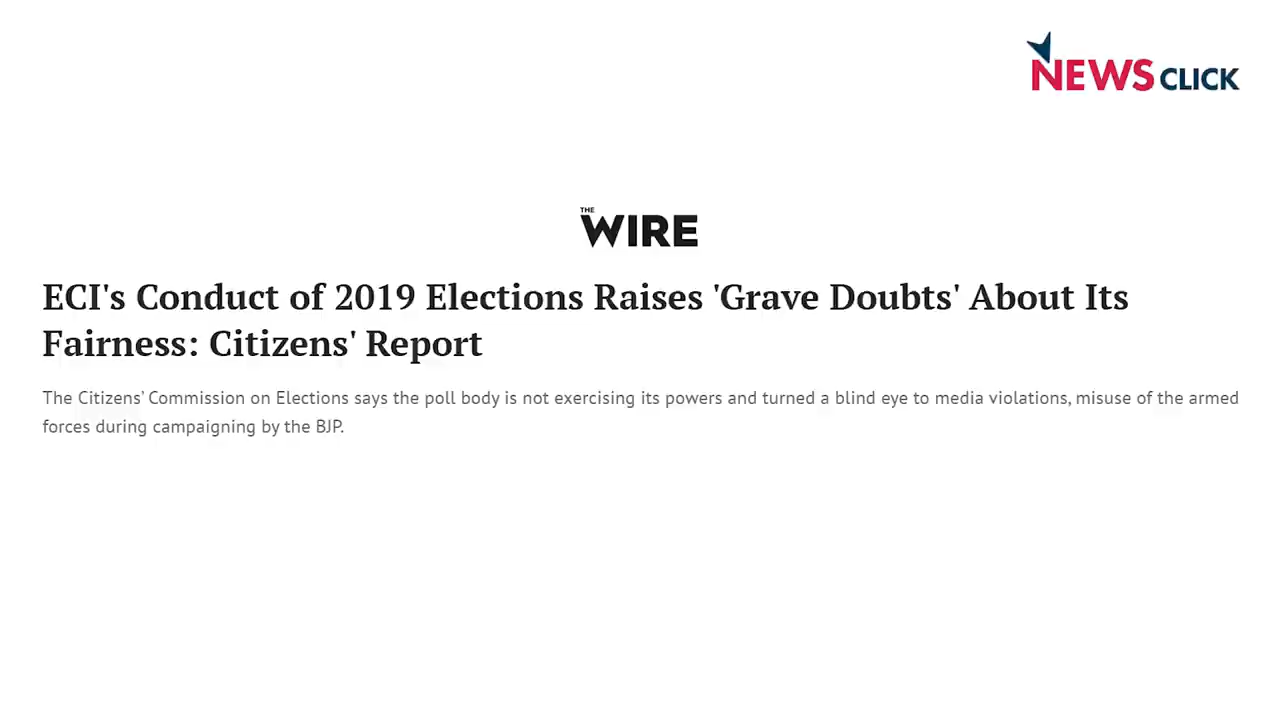 NEWSCLICK
THE
WIRE
ECI's Conduct of 2019 Elections Raises 'Grave Doubts' About Its
Fairness: Citizens' Report
The Citizens’ Commission on Elections says the poll body is not exercising its powers and turned a blind eye to media violations, misuse of the armed
forces during campaigning by the BJP.